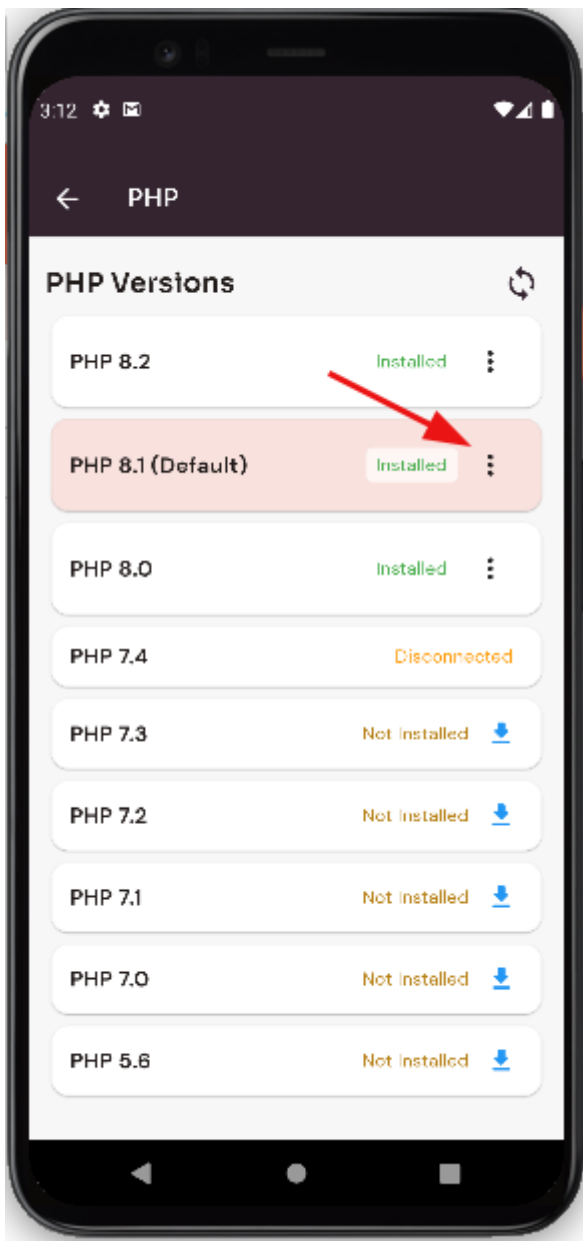 3:12
PHP
PHP Versions
PHP 8.2 Installed
PHP 8.1 (Default) Installed
PHP 8.0 Installed
PHP 7.4 Disconnected
PHP 7.3 Not Installed
PHP 7.2 Not Installed
PHP 7.1 Not Installed
PHP 7.0 Not Installed
PHP 5.6 Not Installed